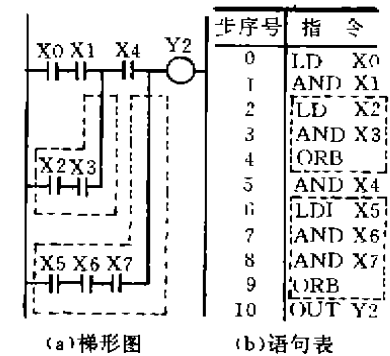 X0 X1 X4 Y2
X2 X3
X5 X6 X7
(a)梯形图
步序号 指 令
0 LD X0
1 AND X1
2 LD X2
3 AND X3
4 ORB
5 AND X4
6 LDI X5
7 AND X6
8 AND X7
9 ORB
10 OUT Y2
(b)语句表